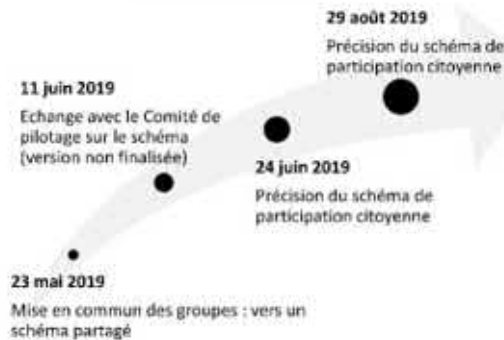 29 août 2019
Précision du schéma de
participation citoyenne
11 juin 2019
Echange avec le Comité de
pilotage sur le schéma
(version non finalisée)
24 juin 2019
Précision du schéma de
participation citoyenne
23 mai 2019
Mise en commun des groupes : vers un
schéma partagé